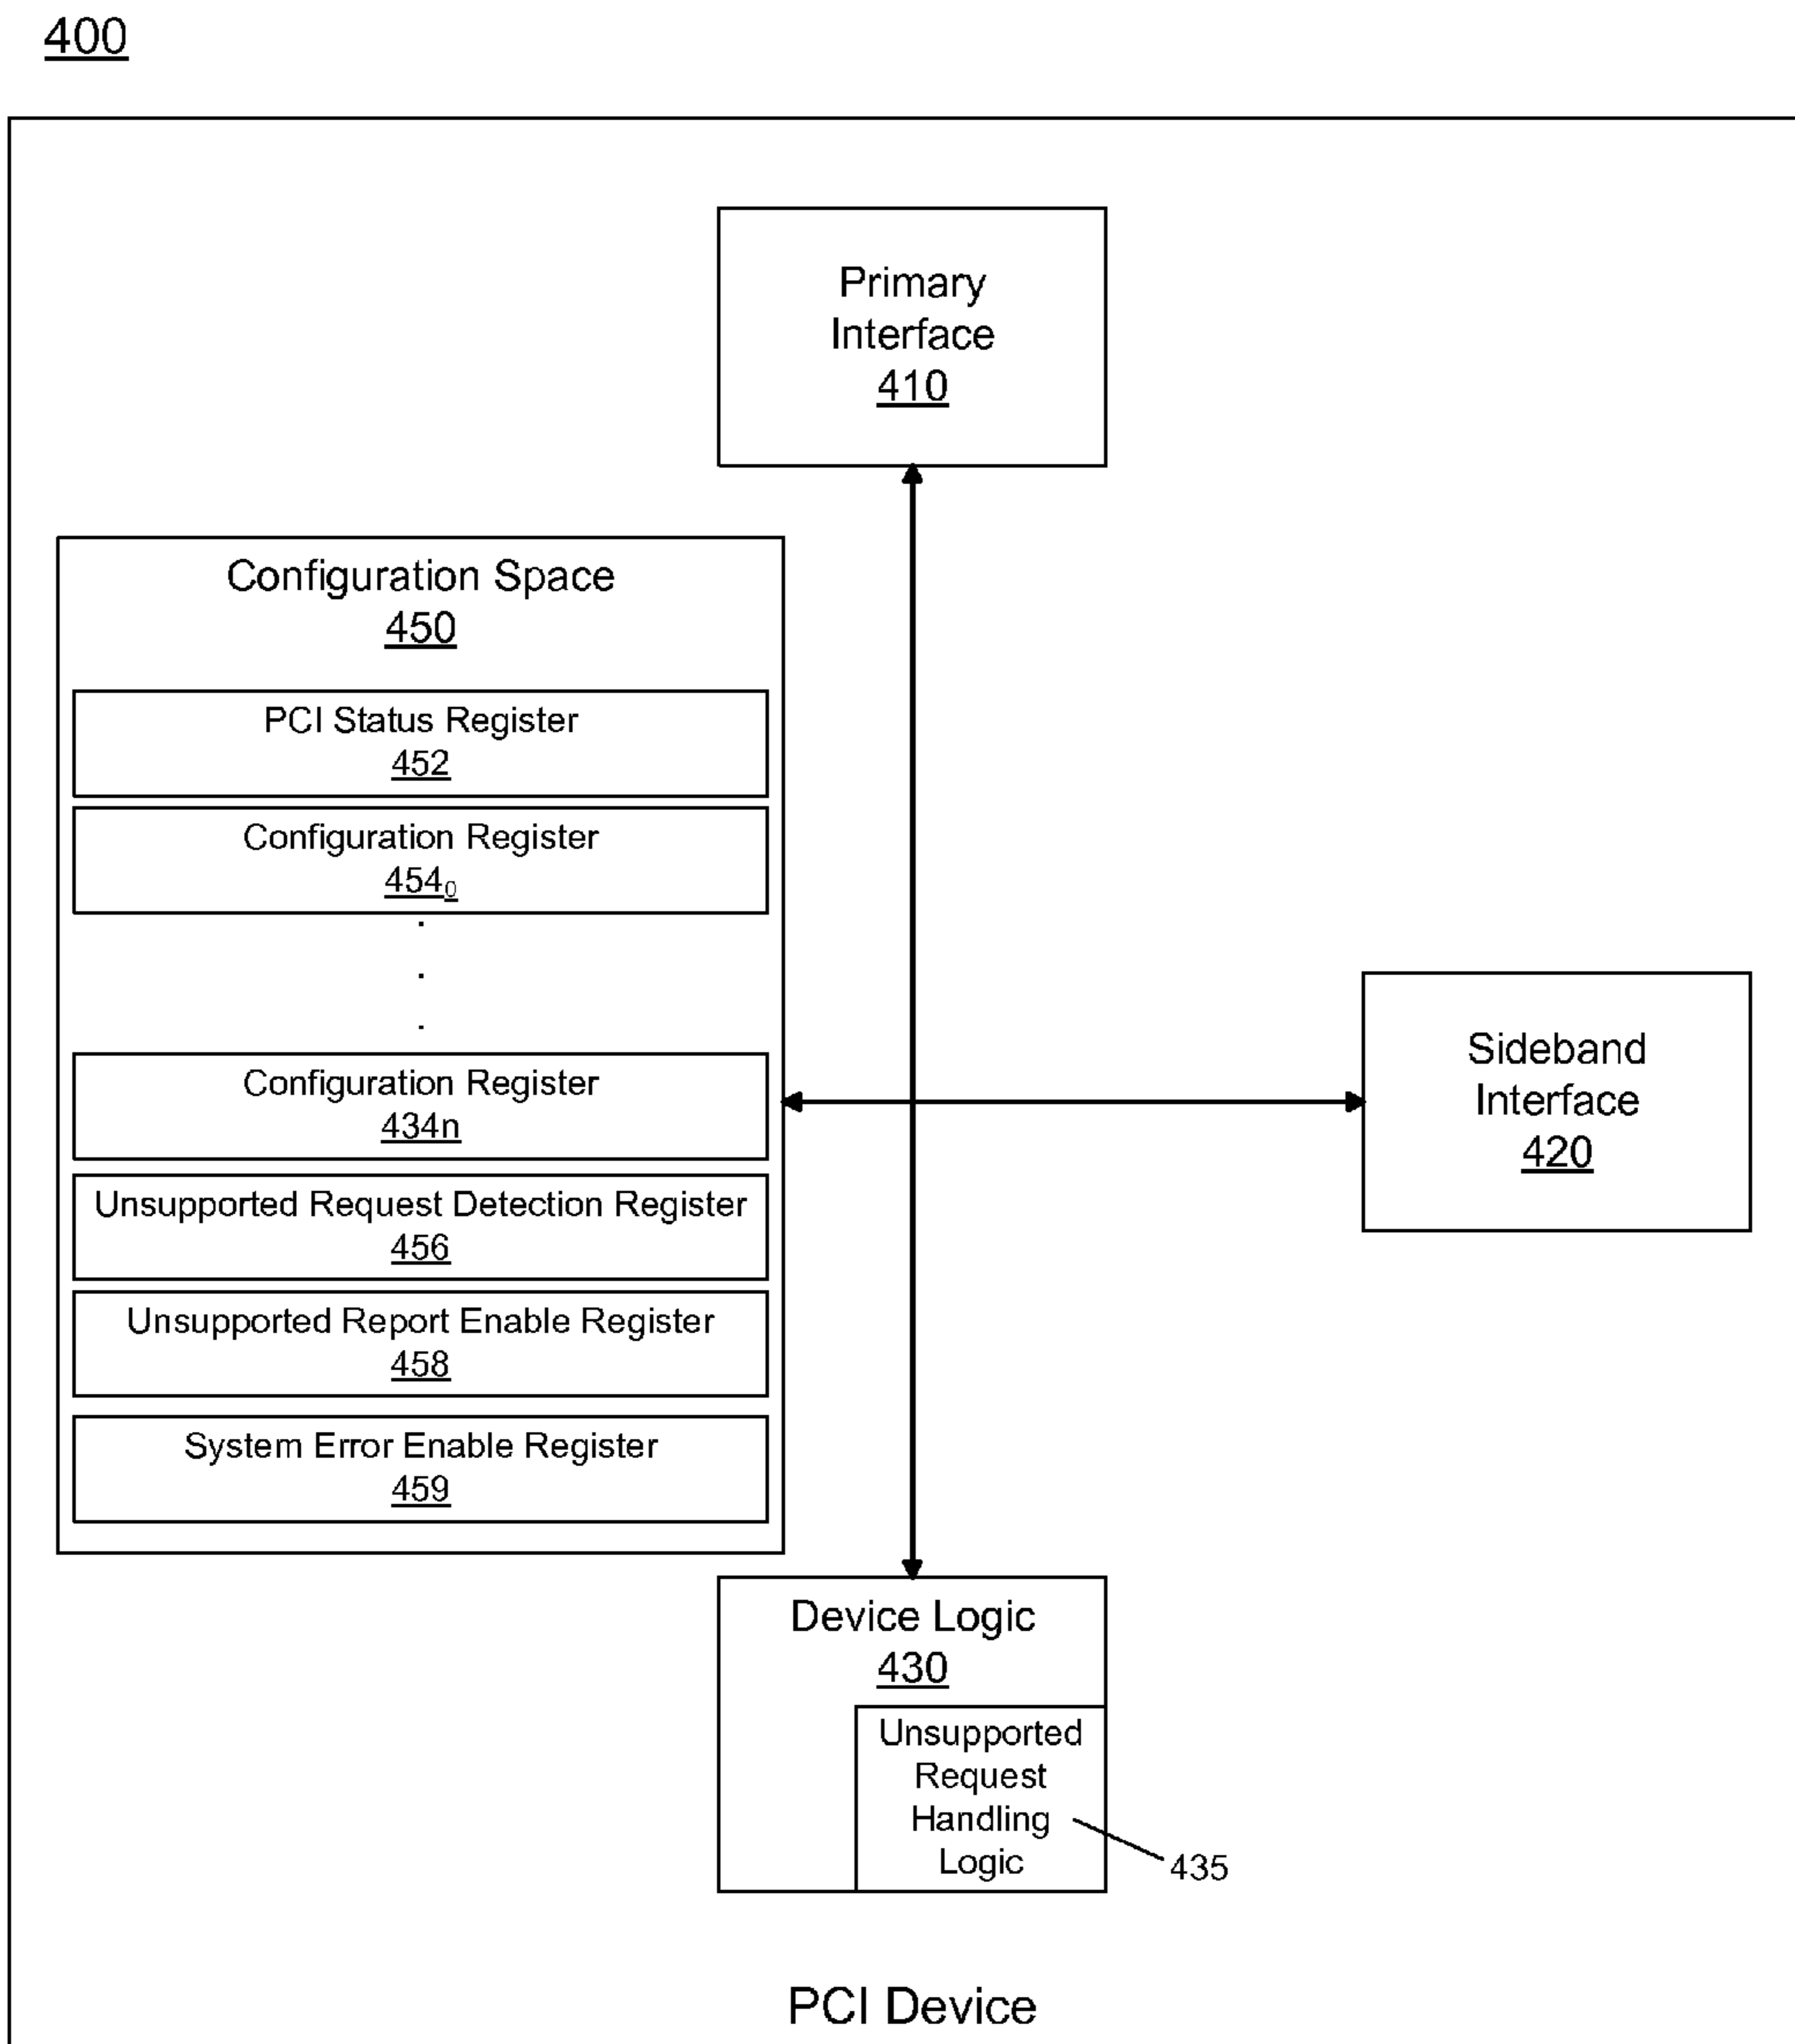 400
Primary
Interface
410
Configuration Space
450
PCI Status Register
452
Configuration Register
454₀
.
.
.
Configuration Register
434n
Unsupported Request Detection Register
456
Unsupported Report Enable Register
458
System Error Enable Register
459
Sideband
Interface
420
Device Logic
430
Unsupported
Request
Handling
Logic
435
PCI Device